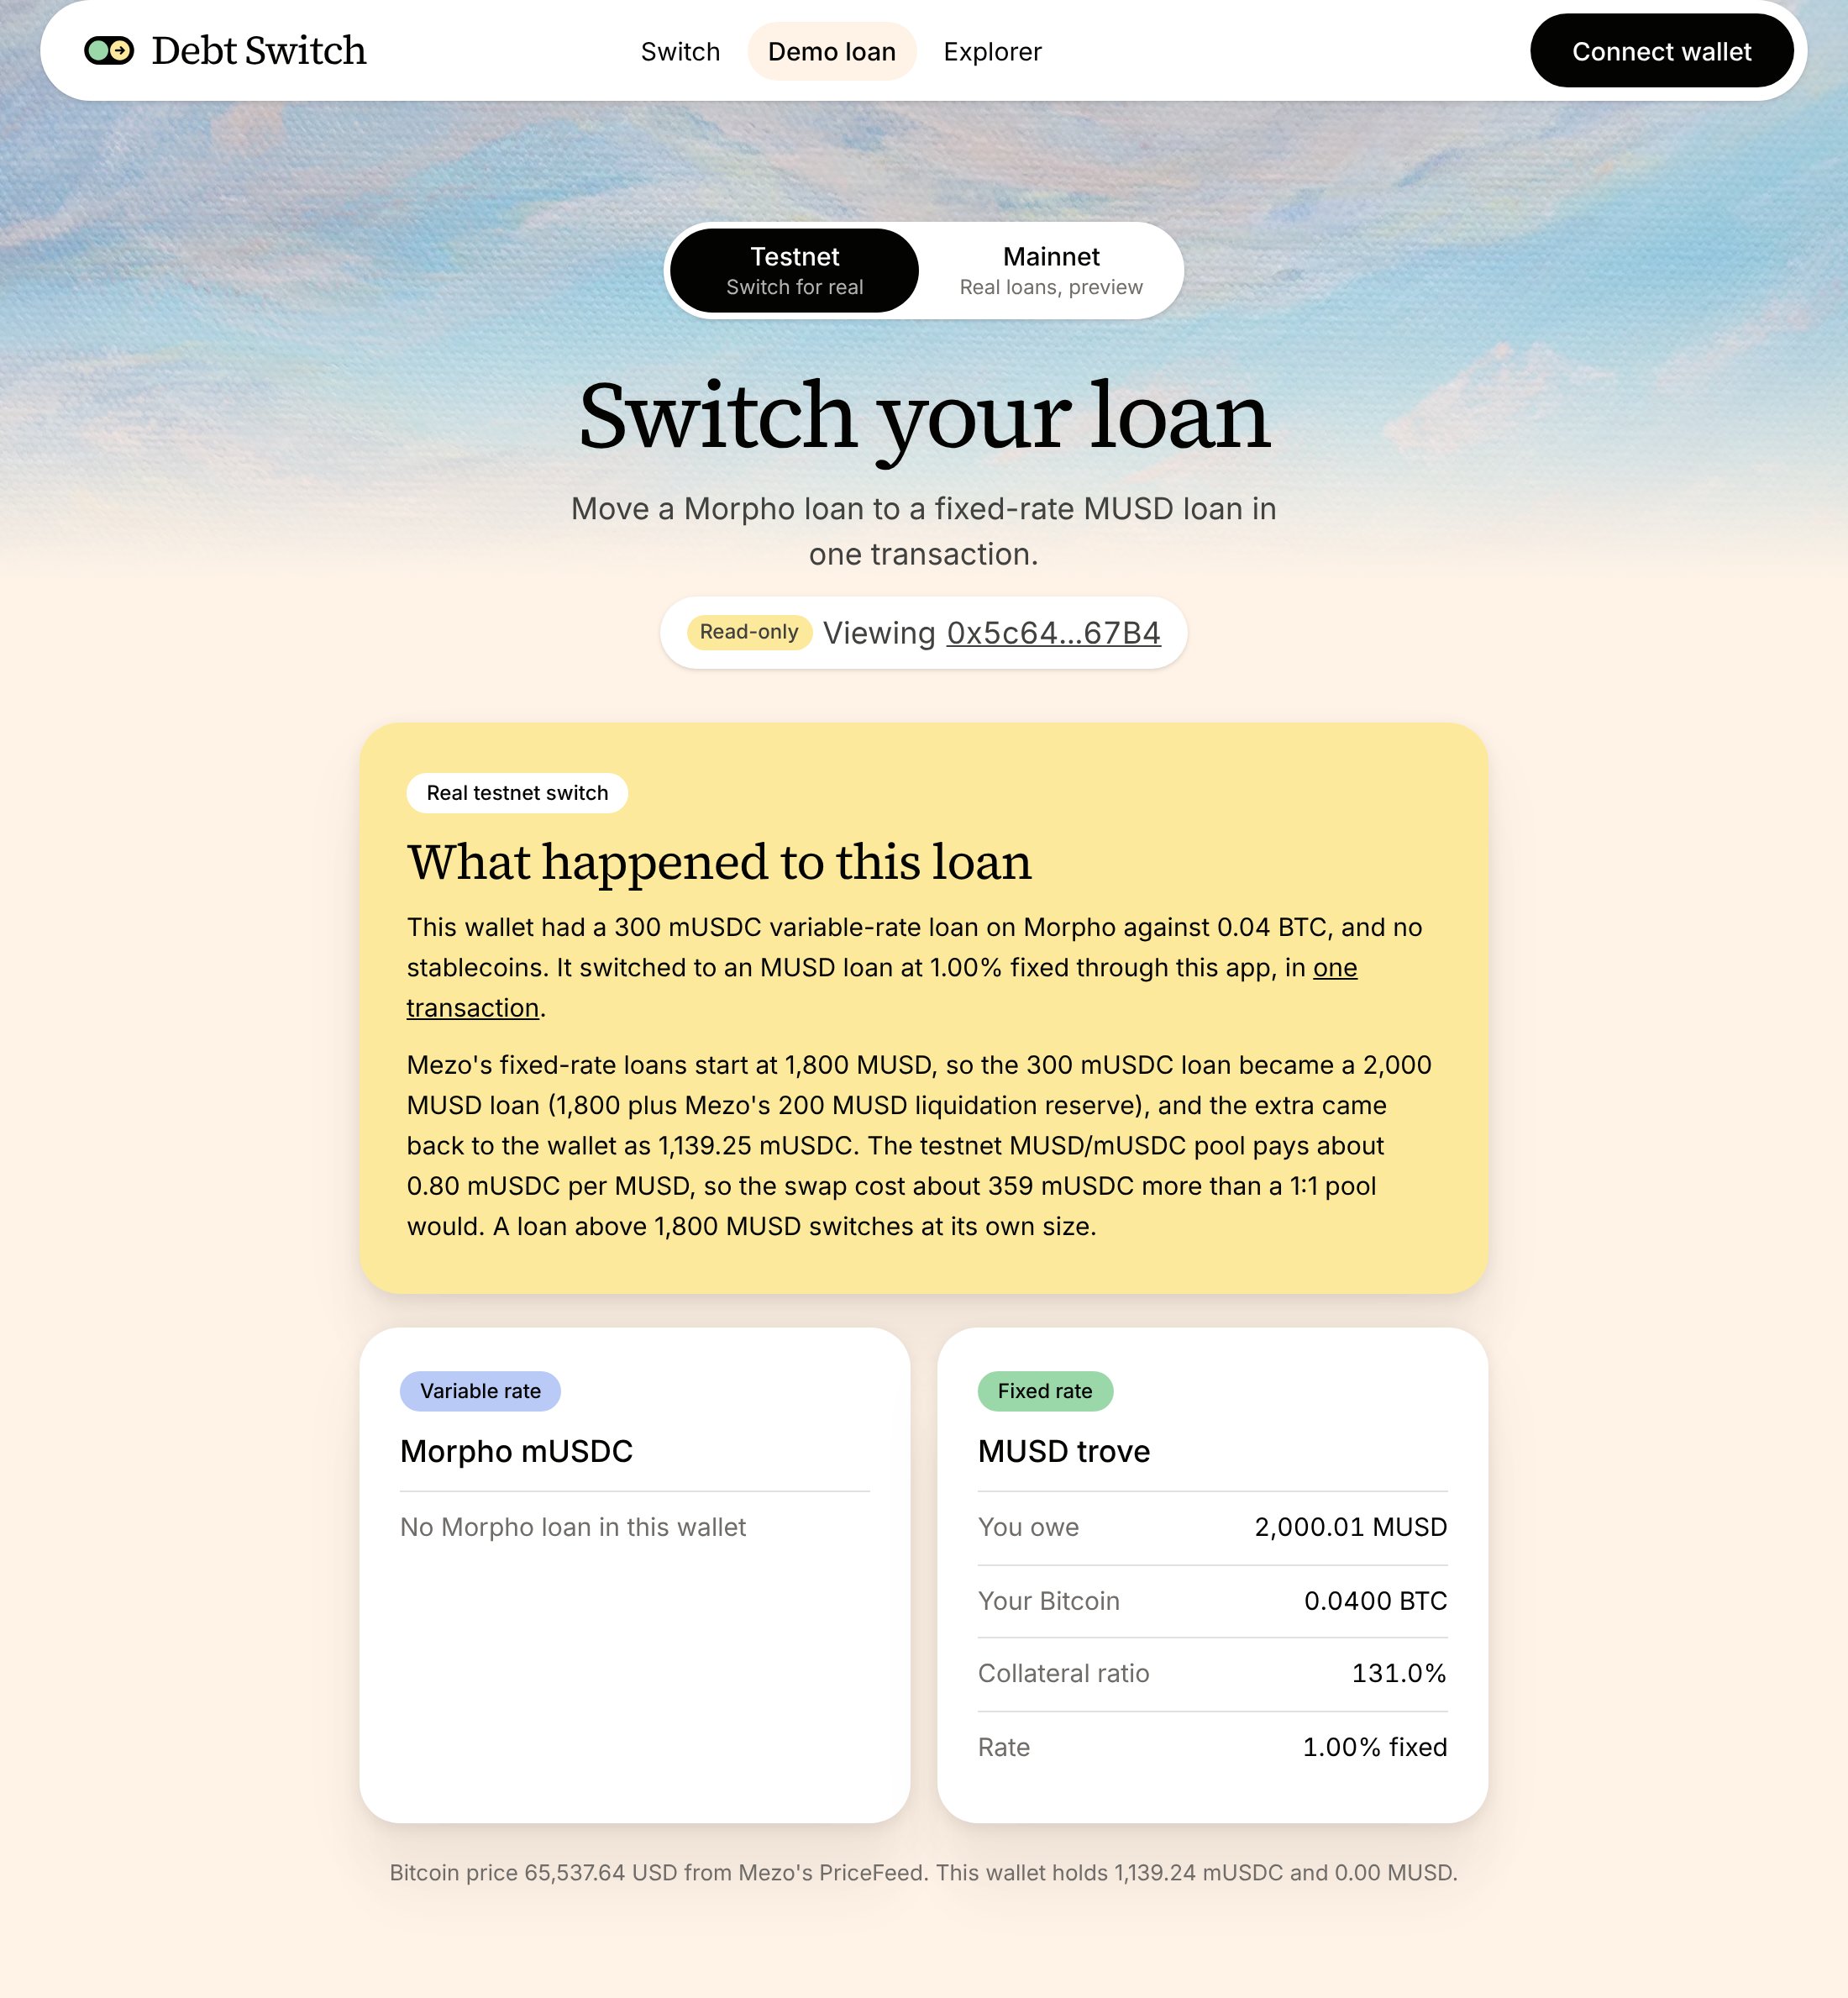 Debt Switch
Switch
Demo loan
Explorer
Connect wallet
Testnet
Switch for real
Mainnet
Real loans, preview
Switch your loan
Move a Morpho loan to a fixed-rate MUSD loan in
one transaction.
Read-only Viewing 0x5c64...67B4
Real testnet switch
What happened to this loan
This wallet had a 300 mUSDC variable-rate loan on Morpho against 0.04 BTC, and no
stablecoins. It switched to an MUSD loan at 1.00% fixed through this app, in one
transaction.
Mezo's fixed-rate loans start at 1,800 MUSD, so the 300 mUSDC loan became a 2,000
MUSD loan (1,800 plus Mezo's 200 MUSD liquidation reserve), and the extra came
back to the wallet as 1,139.25 mUSDC. The testnet MUSD/mUSDC pool pays about
0.80 mUSDC per MUSD, so the swap cost about 359 mUSDC more than a 1:1 pool
would. A loan above 1,800 MUSD switches at its own size.
Variable rate
Morpho mUSDC
No Morpho loan in this wallet
Fixed rate
MUSD trove
You owe 2,000.01 MUSD
Your Bitcoin 0.0400 BTC
Collateral ratio 131.0%
Rate 1.00% fixed
Bitcoin price 65,537.64 USD from Mezo's PriceFeed. This wallet holds 1,139.24 mUSDC and 0.00 MUSD.